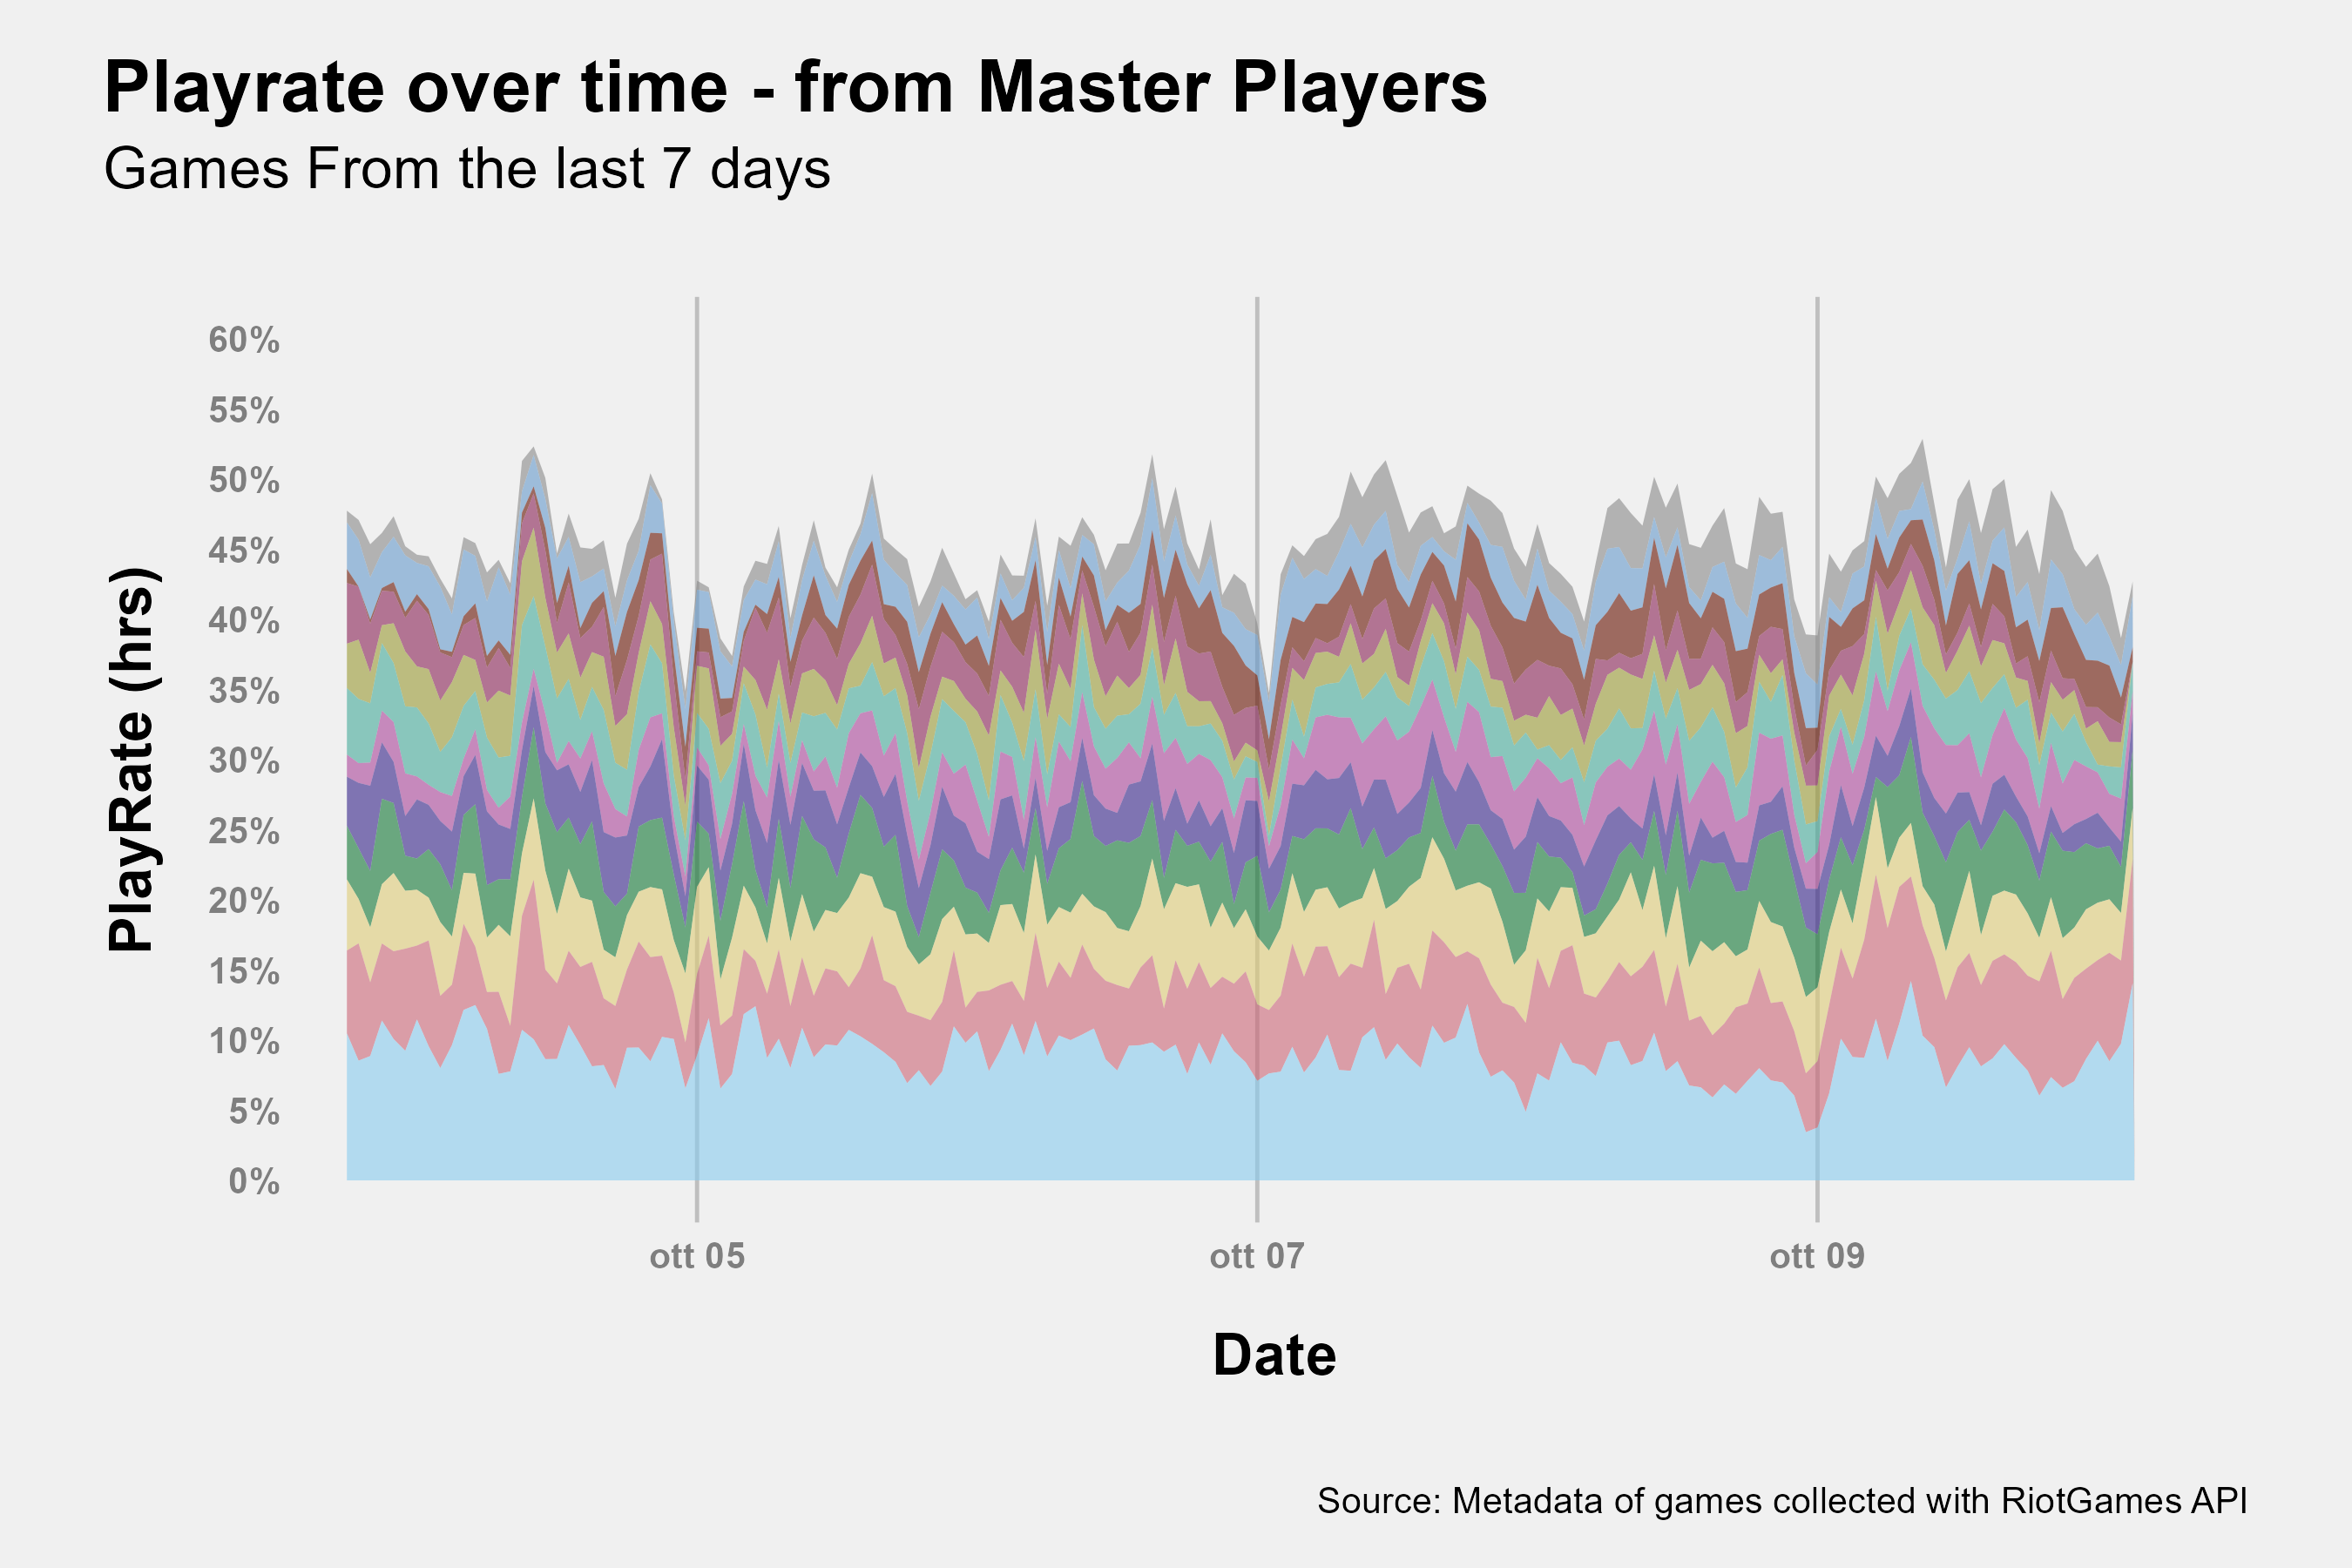 Playrate over time - from Master Players
Games From the last 7 days
60%
55%
50%
45%
40%
35%
30%
25%
20%
15%
10%
5%
0%
PlayRate (hrs)
ott 05
ott 07
ott 09
Date
Source: Metadata of games collected with RiotGames API